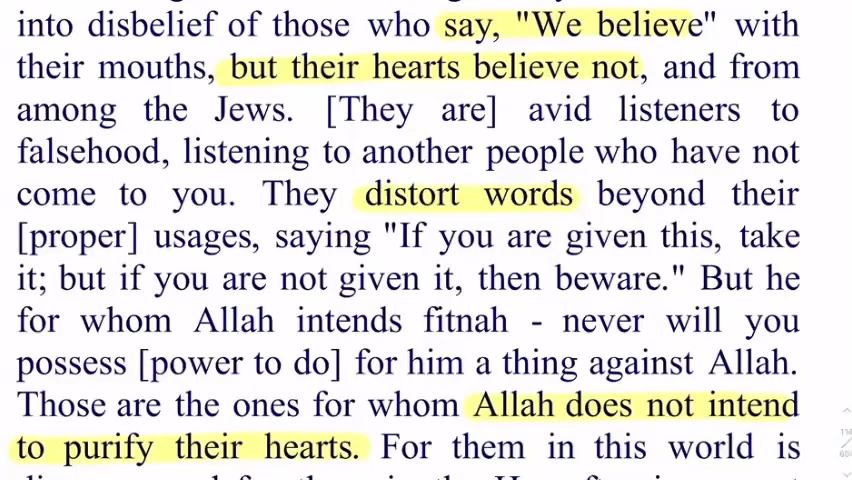 into disbelief of those who say, "We believe" with
their mouths, but their hearts believe not, and from
among the Jews. [They are] avid listeners to
falsehood, listening to another people who have not
come to you. They distort words beyond their
[proper] usages, saying "If you are given this, take
it; but if you are not given it, then beware." But he
for whom Allah intends fitnah - never will you
possess [power to do] for him a thing against Allah.
Those are the ones for whom Allah does not intend
to purify their hearts. For them in this world is